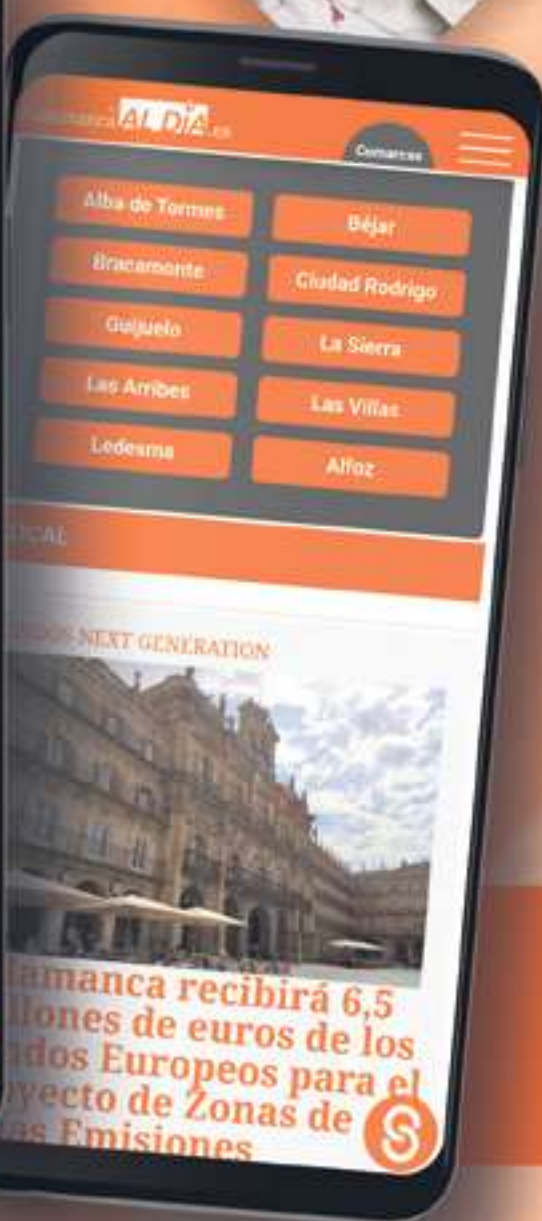 AL DÍA.es
Comarcas
Alba de Tormes
Béjar
Bracamonte
Ciudad Rodrigo
Guijuelo
La Sierra
Las Arribes
Las Villas
Ledesma
Alfoz
OCAL
NEXT GENERATION
amanca recibirá 6,5
llones de euros de los
dos Europeos para el
yecto de Zonas de
as Emisiones
S